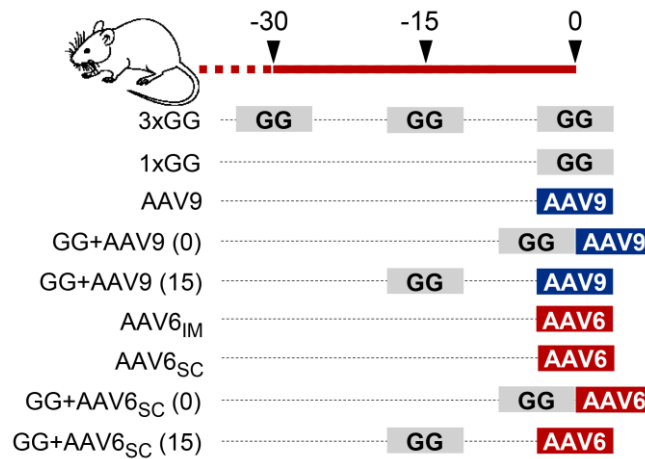 -30 -15 0
3xGG GG GG GG
1xGG GG
AAV9 AAV9
GG+AAV9 (0) GG AAV9
GG+AAV9 (15) GG AAV9
AAV6IM AAV6
AAV6SC AAV6
GG+AAV6SC (0) GG AAV6
GG+AAV6SC (15) GG AAV6